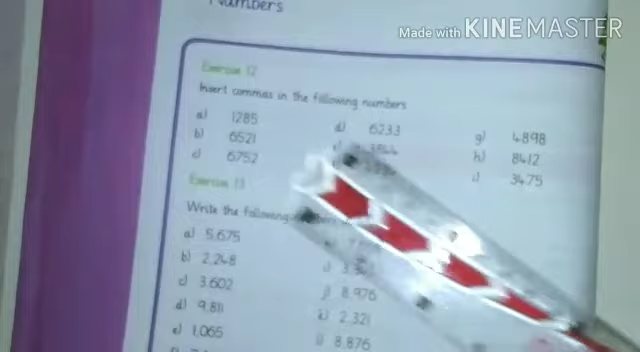 Numbers
Made with KINEMASTER
Exercise 12
Insert commas in the following numbers
a) 1285
b) 6521
c) 6752
d) 6233
g) 4898
h) 8412
i) 3475
Exercise 13
Write the following
a) 5,675
b) 2,248
c) 3,602
d) 9,811
e) 1,065
j) 8,976
k) 2,321
l) 8,876